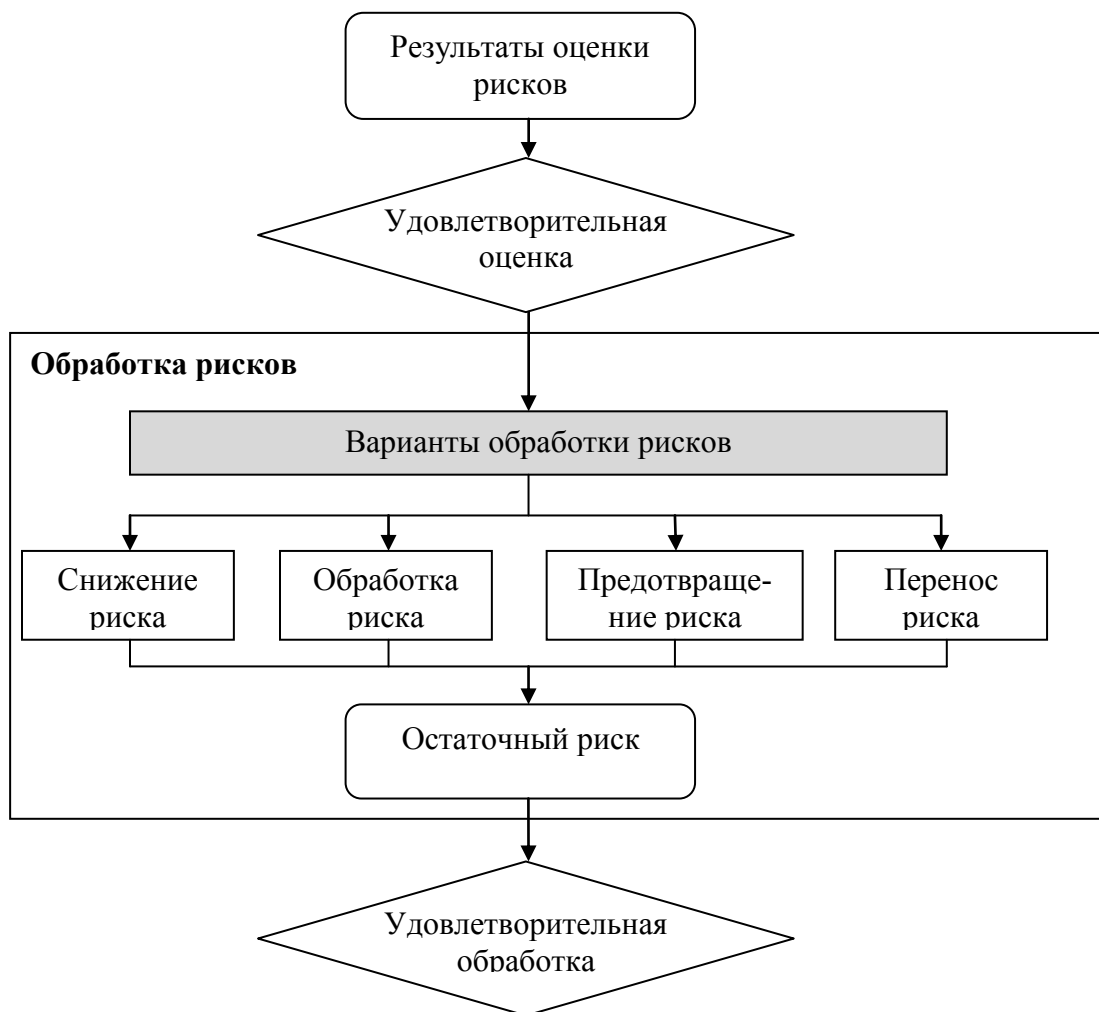 Результаты оценки
рисков
Удовлетворительная
оценка
Обработка рисков
Варианты обработки рисков
Снижение
риска
Обработка
риска
Предотвраще-
ние риска
Перенос
риска
Остаточный риск
Удовлетворительная
обработка